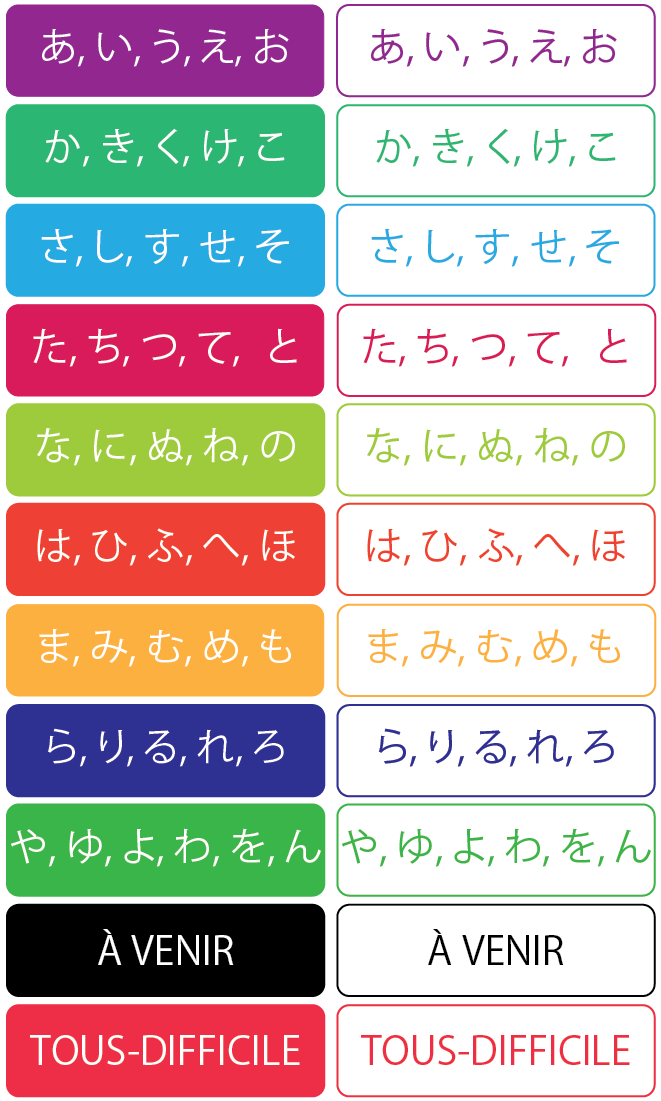 あ, い, う, え, お
あ, い, う, え, お
か, き, く, け, こ
か, き, く, け, こ
さ, し, す, せ, そ
さ, し, す, せ, そ
た, ち, つ, て, と
た, ち, つ, て, と
な, に, ぬ, ね, の
な, に, ぬ, ね, の
は, ひ, ふ, へ, ほ
は, ひ, ふ, へ, ほ
ま, み, む, め, も
ま, み, む, め, も
ら, り, る, れ, ろ
ら, り, る, れ, ろ
や, ゆ, よ, わ, を, ん
や, ゆ, よ, わ, を, ん
À VENIR
À VENIR
TOUS-DIFFICILE
TOUS-DIFFICILE